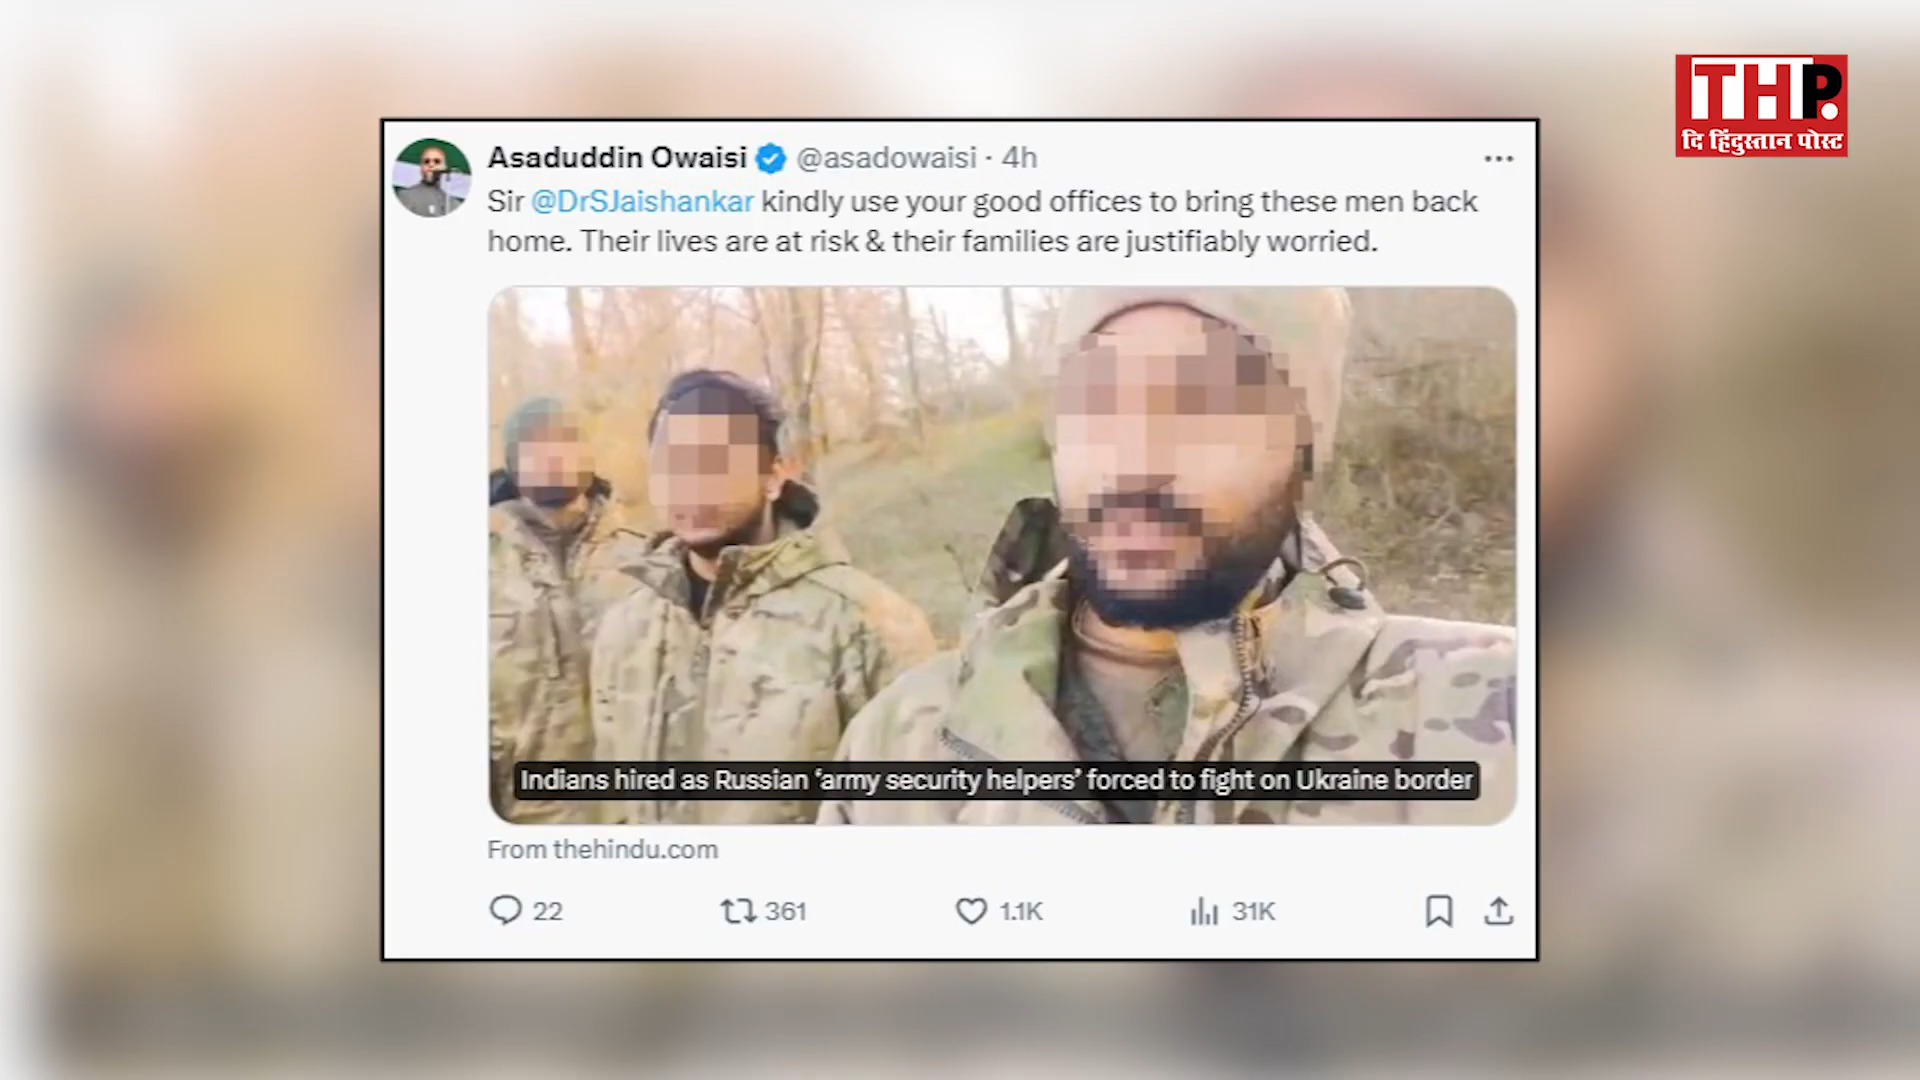 THP.
दि हिंदुस्तान पोस्ट
Asaduddin Owaisi @asadowaisi · 4h
Sir @DrSJaishankar kindly use your good offices to bring these men back
home. Their lives are at risk & their families are justifiably worried.
Indians hired as Russian ‘army security helpers’ forced to fight on Ukraine border
From thehindu.com
22 361 1.1K 31K